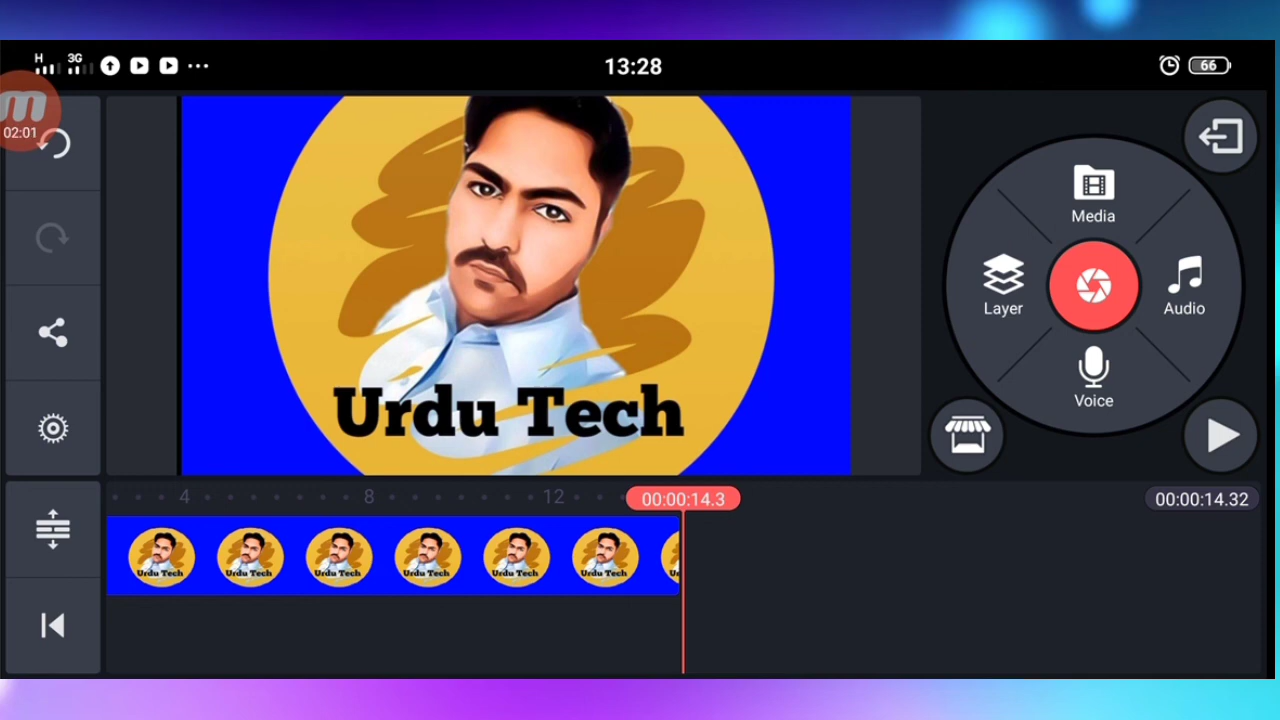 H 3G 13:28 66
m
02:01
Media
Layer
Audio
Voice
Urdu Tech
4 8 12 00:00:14.3 00:00:14.32
Urdu Tech Urdu Tech Urdu Tech Urdu Tech Urdu Tech Urdu Tech Ur